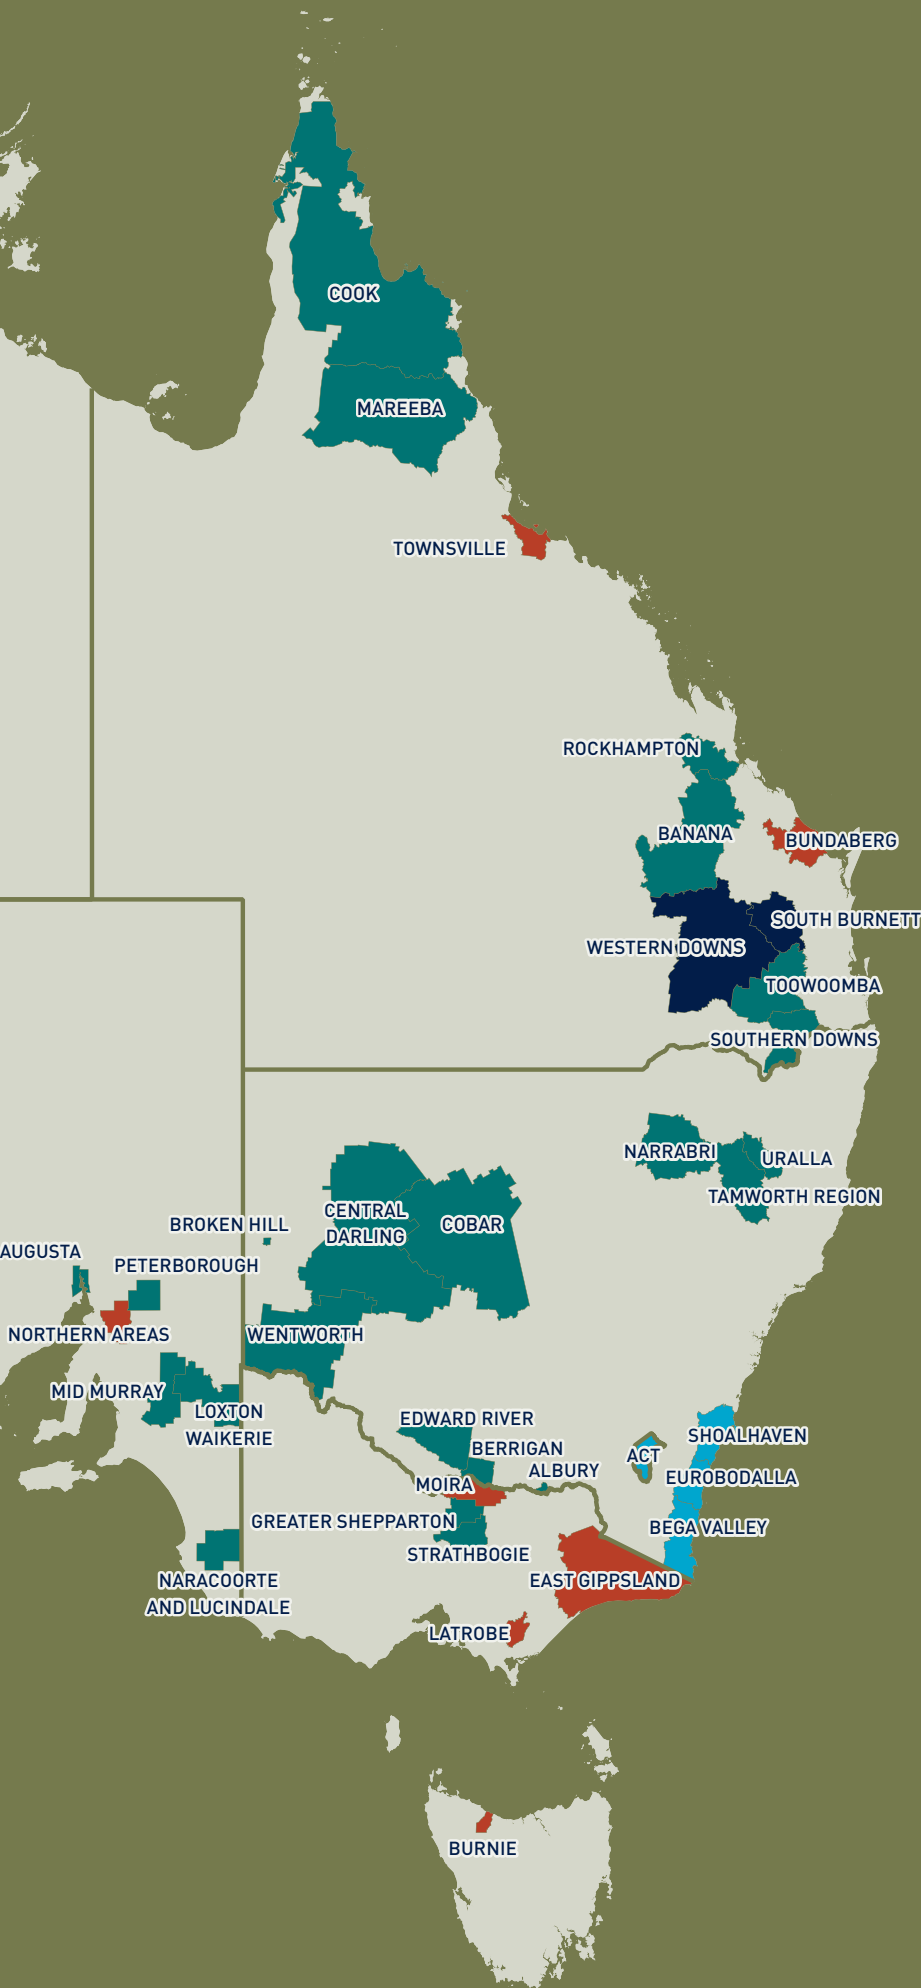 COOK
MAREEBA
TOWNSVILLE
ROCKHAMPTON
BANANA
BUNDABERG
SOUTH BURNETT
WESTERN DOWNS
TOOWOOMBA
SOUTHERN DOWNS
NARRABRI
URALLA
TAMWORTH REGION
CENTRAL
DARLING
COBAR
BROKEN HILL
AUGUSTA
PETERBOROUGH
NORTHERN AREAS
WENTWORTH
MID MURRAY
LOXTON
WAIKERIE
EDWARD RIVER
BERRIGAN
ALBURY
MOIRA
ACT
SHOALHAVEN
EUROBODALLA
BEGA VALLEY
GREATER SHEPPARTON
STRATHBOGIE
EAST GIPPSLAND
NARACOORTE
AND LUCINDALE
LATROBE
BURNIE